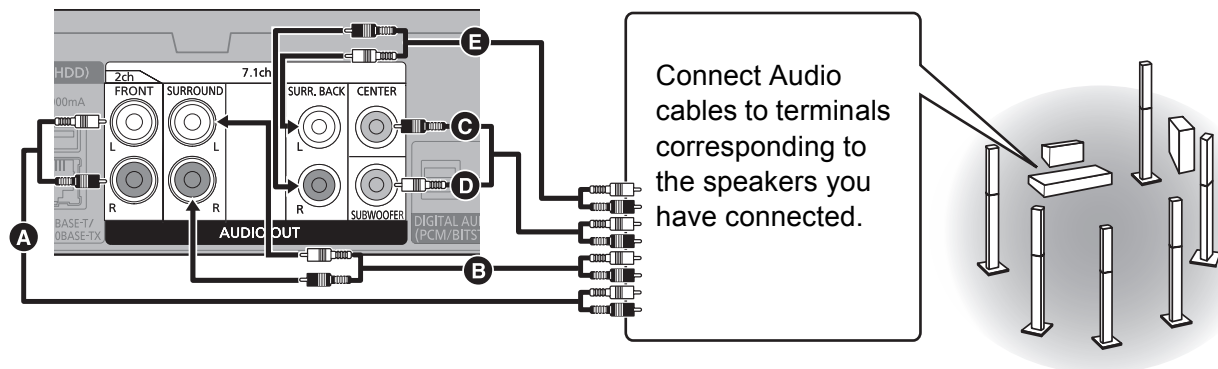 HDD)
2ch
7.1ch
FRONT
SURROUND
SURR. BACK
CENTER
00mA
L
L
L
R
R
R
SUBWOOFER
BASE-T/
0BASE-TX
AUDIO OUT
DIGITAL AU
(PCM/BITS
A
B
C
D
E
Connect Audio
cables to terminals
corresponding to
the speakers you
have connected.